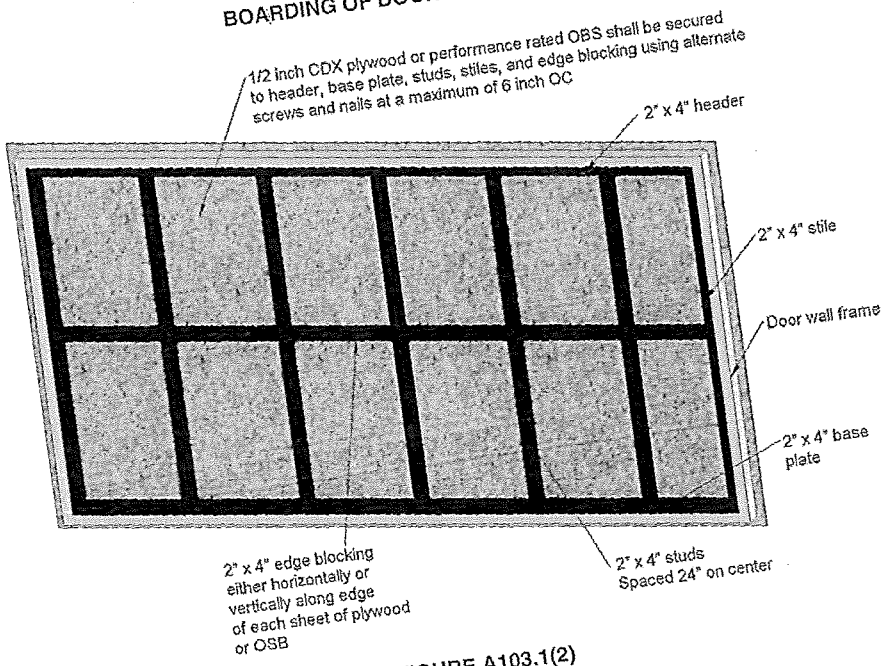 BOARDING OF
1/2 inch CDX plywood or performance rated OBS shall be secured
to header, base plate, studs, stiles, and edge blocking using alternate
screws and nails at a maximum of 6 inch OC
2" x 4" header
2" x 4" stile
Door wall frame
2" x 4" base
plate
2" x 4" studs
Spaced 24" on center
2" x 4" edge blocking
either horizontally or
vertically along edge
of each sheet of plywood
or OSB
A103.1(2)